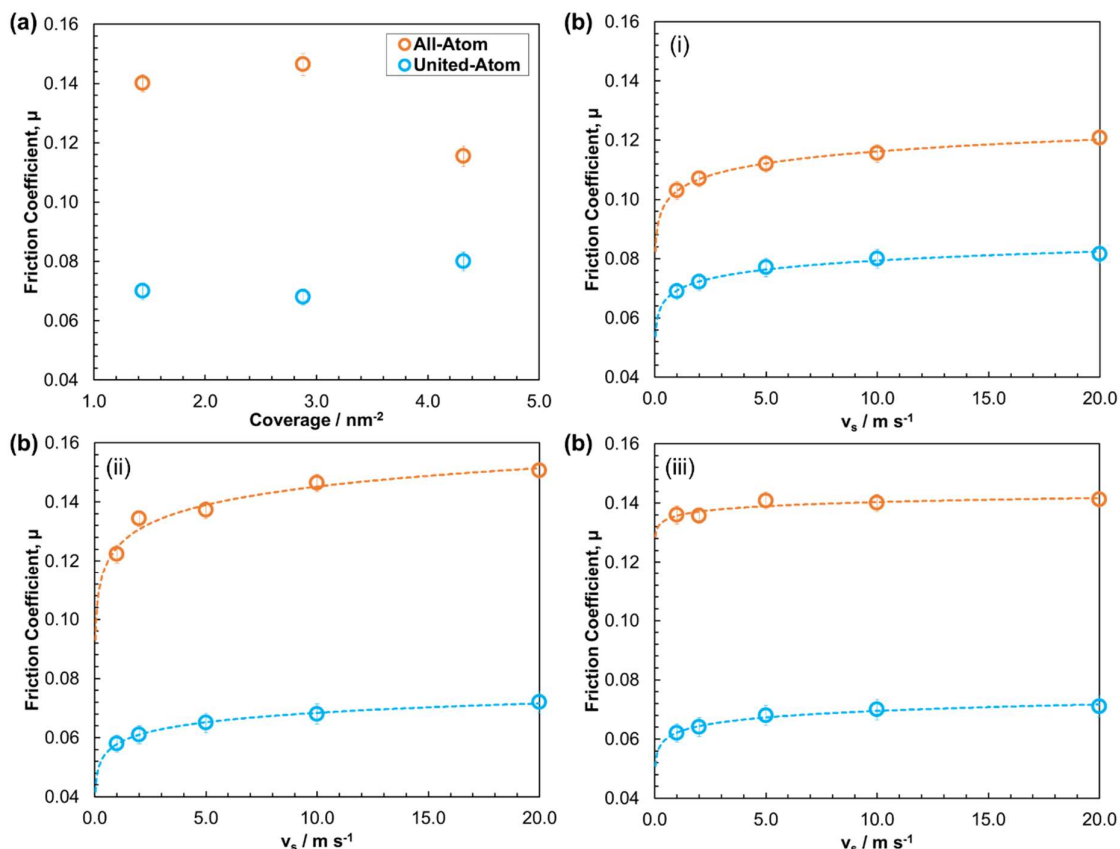 (a)
0.16
0.14
0.12
0.10
0.08
0.06
0.04
Friction Coefficient, μ
All-Atom
United-Atom
1.0 2.0 3.0 4.0 5.0
Coverage / nm-2
(b)
(i)
0.16
0.14
0.12
0.10
0.08
0.06
0.04
Friction Coefficient, μ
0.0 5.0 10.0 15.0 20.0
vs / m s-1
(b)
(ii)
0.16
0.14
0.12
0.10
0.08
0.06
0.04
Friction Coefficient, μ
0.0 5.0 10.0 15.0 20.0
vs / m s-1
(b)
(iii)
0.16
0.14
0.12
0.10
0.08
0.06
0.04
Friction Coefficient, μ
0.0 5.0 10.0 15.0 20.0
vs / m s-1